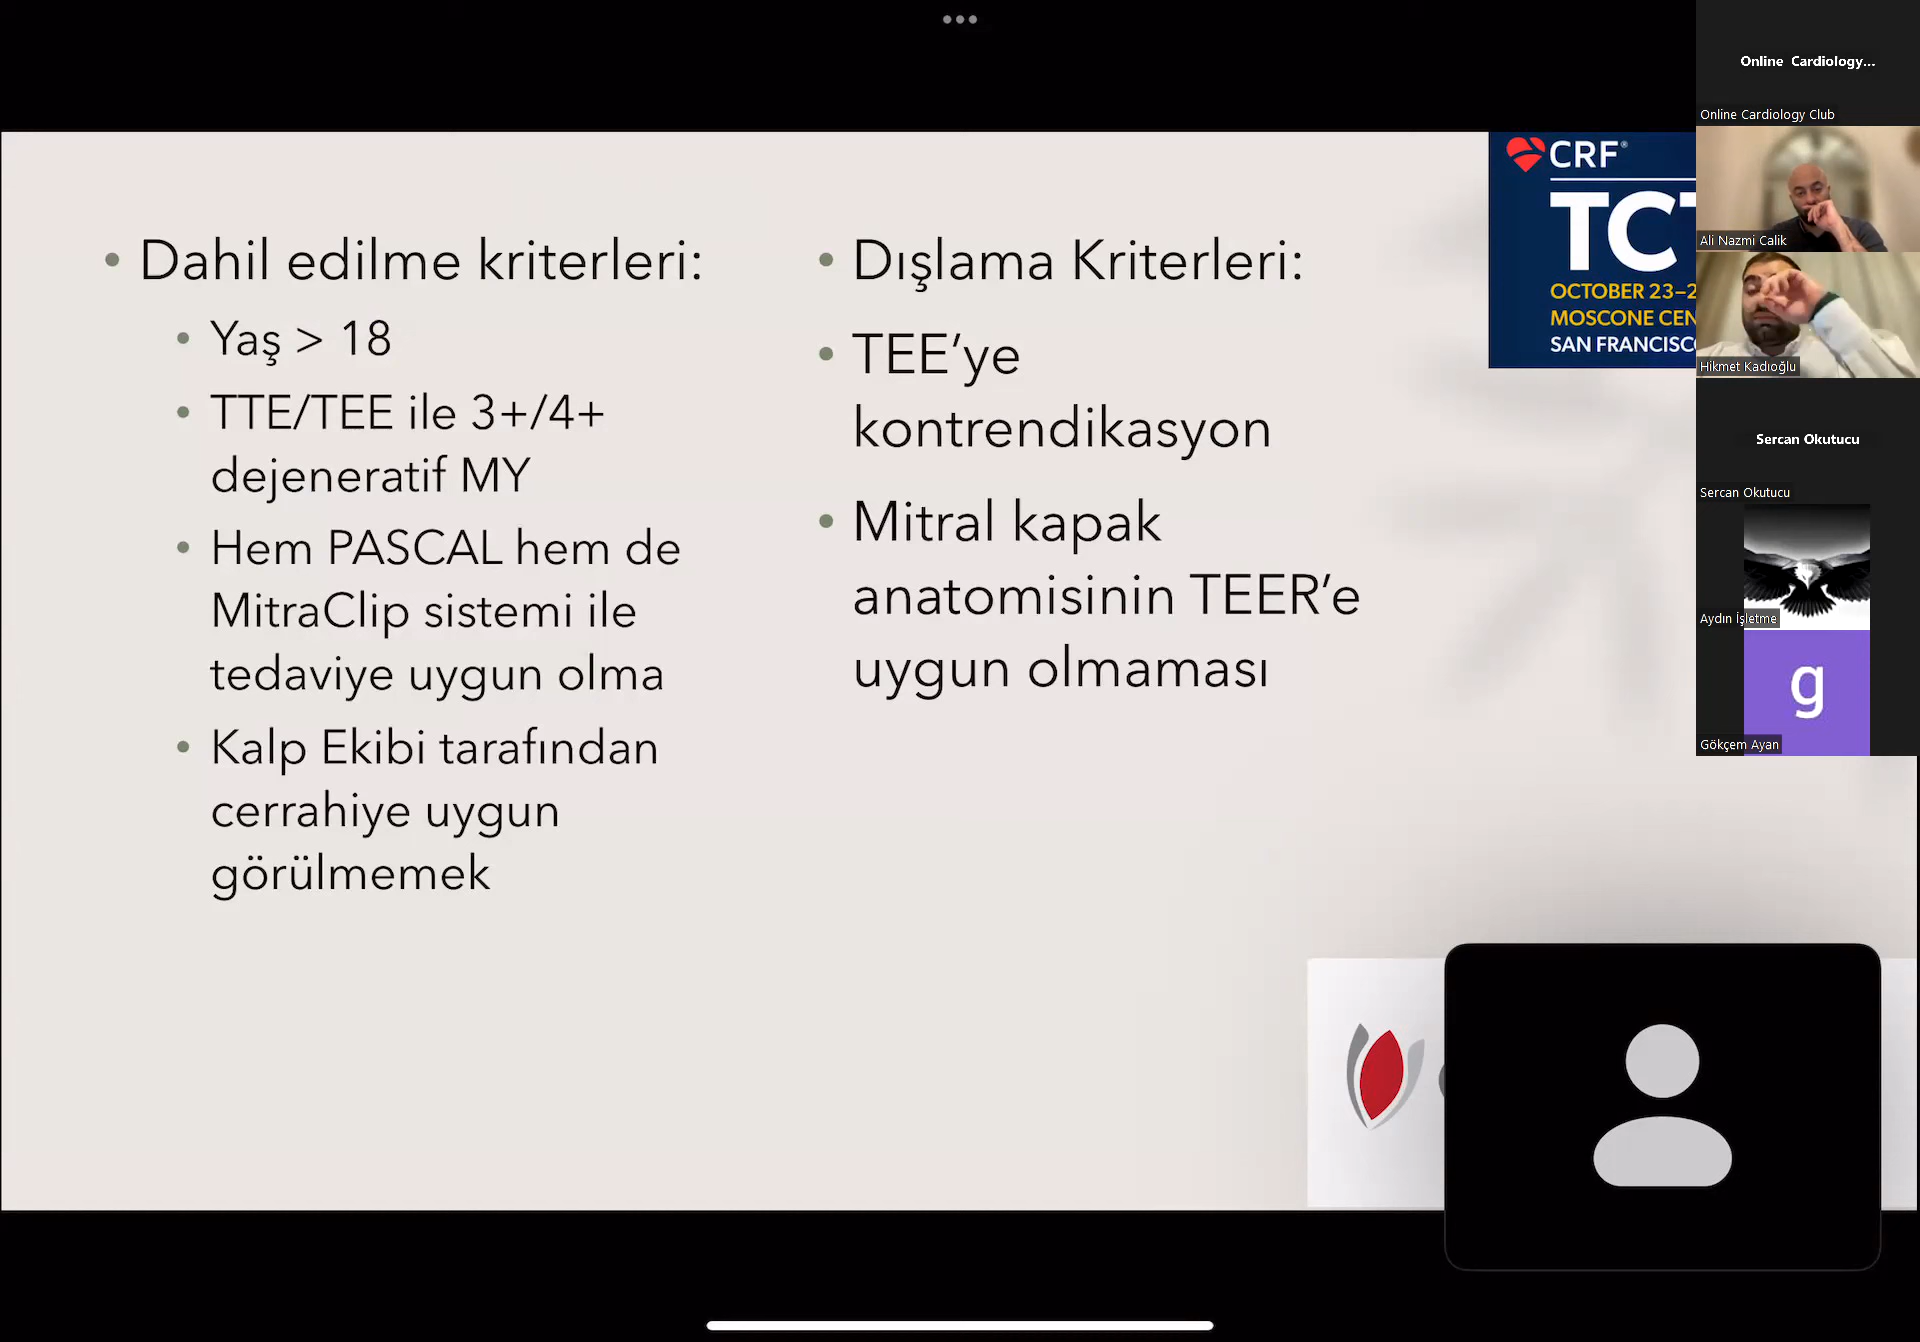 • Dahil edilme kriterleri:
• Yaş > 18
• TTE/TEE ile 3+/4+
dejeneratif MY
• Hem PASCAL hem de
MitraClip sistemi ile
tedaviye uygun olma
• Kalp Ekibi tarafından
cerrahiye uygun
görülmemek
• Dışlama Kriterleri:
• TEE’ye
kontrendikasyon
• Mitral kapak
anatomisinin TEER’e
uygun olmaması
CRF®
TCT
OCTOBER 23–2
MOSCONE CEN
SAN FRANCISC
Online Cardiology...
Online Cardiology Club
Ali Nazmi Calik
Hikmet Kadıoğlu
Sercan Okutucu
Sercan Okutucu
Aydın İşletme
g
Gökçem Ayan